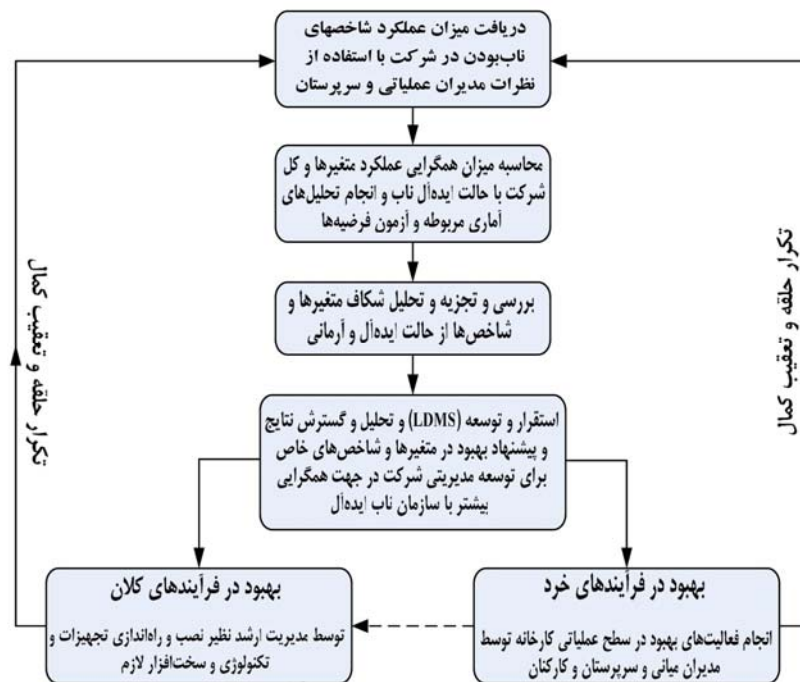 دریافت میزان عملکرد شاخصهای
ناب‌بودن در شرکت با استفاده از
نظرات مدیران عملیاتی و سرپرستان
محاسبه میزان همگرایی عملکرد متغیرها و کل
شرکت با حالت ایده‌آل ناب و انجام تحلیل‌های
آماری مربوطه و آزمون فرضیه‌ها
بررسی و تجزیه و تحلیل شکاف متغیرها و
شاخص‌ها از حالت ایده‌آل و آرمانی
استقرار و توسعه (LDMS) و تحلیل و گسترش نتایج
و پیشنهاد بهبود در متغیرها و شاخص‌های خاص
برای توسعه مدیریتی شرکت در جهت همگرایی
بیشتر با سازمان ناب ایده‌آل
بهبود در فرآیندهای خرد
انجام فعالیت‌های بهبود در سطح عملیاتی کارخانه توسط
مدیران میانی و سرپرستان و کارکنان
بهبود در فرآیندهای کلان
توسط مدیریت ارشد نظیر نصب و راه‌اندازی تجهیزات و
تکنولوژی و سخت‌افزار لازم
تکرار حلقه و تعقیب کمال
تکرار حلقه و تعقیب کمال